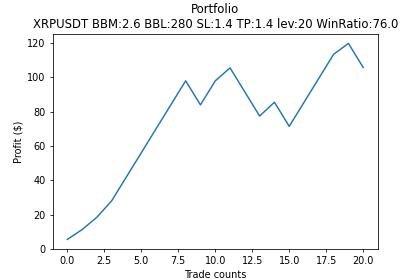 Portfolio
XRPUSDT BBM:2.6 BBL:280 SL:1.4 TP:1.4 lev:20 WinRatio:76.0
120
100
80
60
40
20
0
Profit ($)
0.0 2.5 5.0 7.5 10.0 12.5 15.0 17.5 20.0
Trade counts